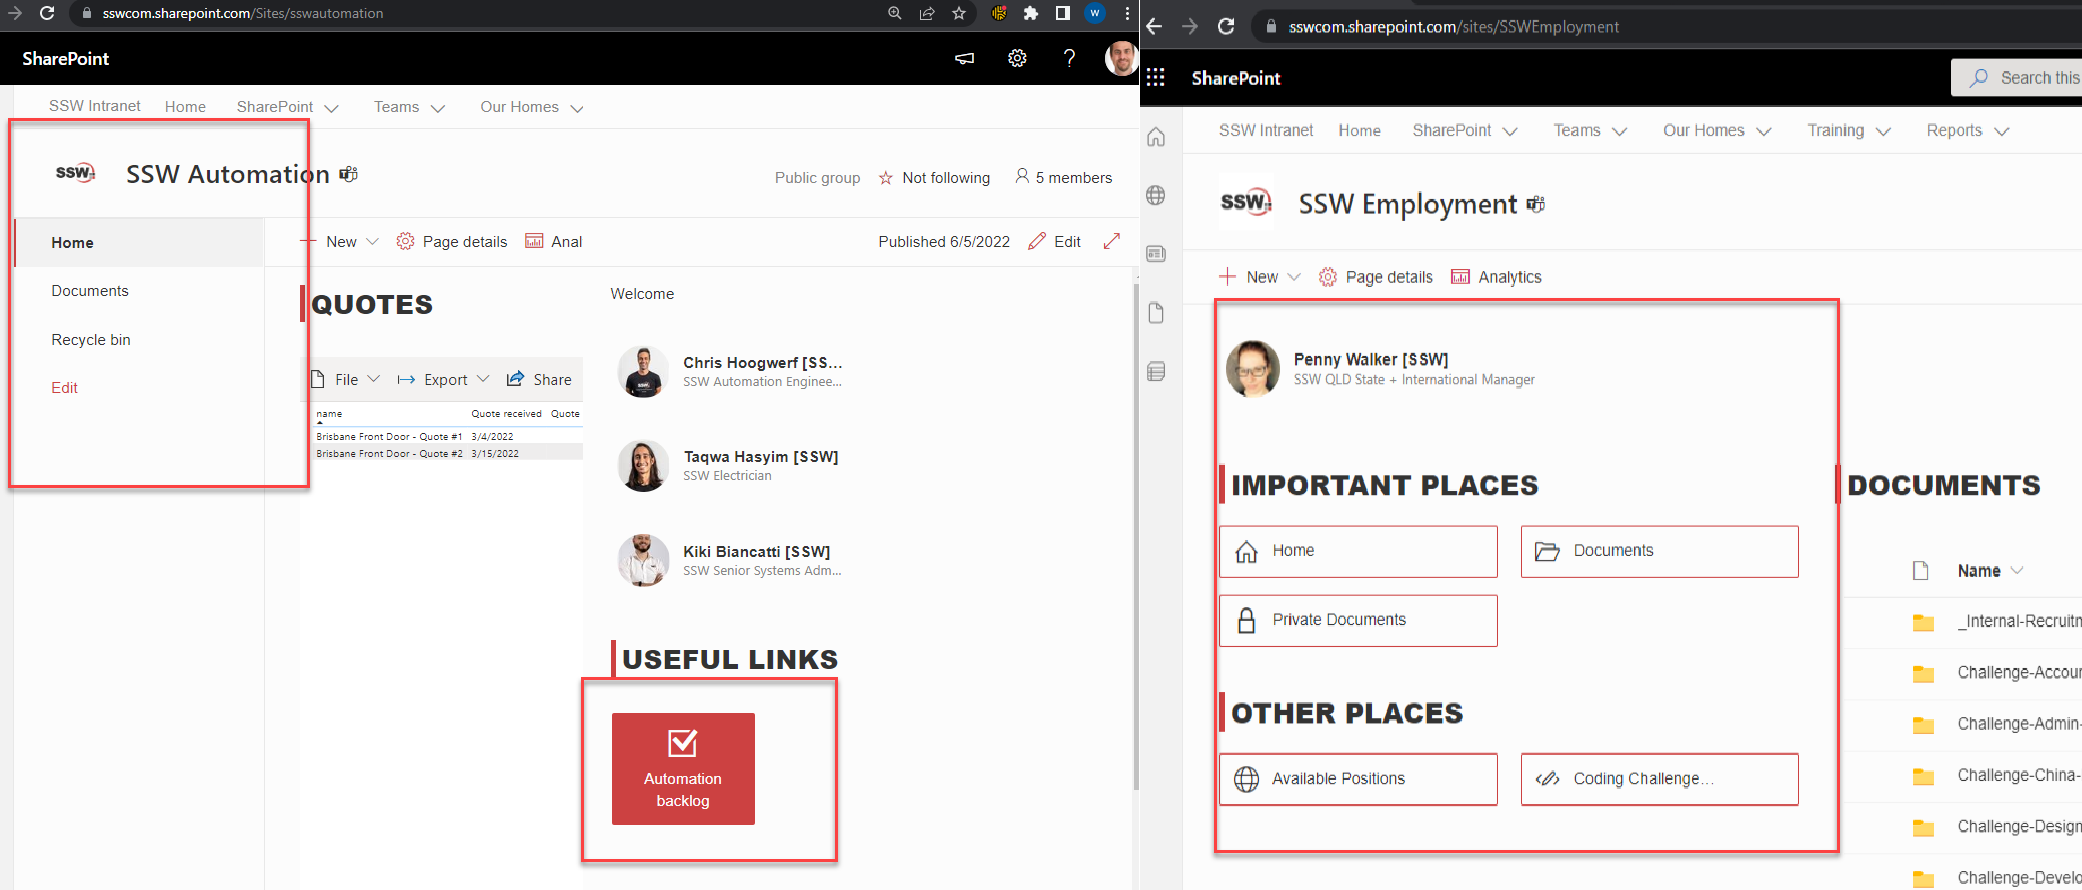 sswcom.sharepoint.com/Sites/sswautomation
W
SharePoint
SSW Intranet Home SharePoint Teams Our Homes
SSW
SSW Automation
Public group Not following 5 members
Home
Documents
Recycle bin
Edit
New Page details Anal
Published 6/5/2022 Edit
QUOTES
File Export Share
name Quote received Quote
Brisbane Front Door - Quote #1 3/4/2022
Brisbane Front Door - Quote #2 3/15/2022
Welcome
Chris Hoogwerf [SS...
SSW Automation Enginee...
Taqwa Hasyim [SSW]
SSW Electrician
Kiki Biancatti [SSW]
SSW Senior Systems Adm...
USEFUL LINKS
Automation
backlog
sswcom.sharepoint.com/sites/SSWEmployment
SharePoint
Search this
SSW Intranet Home SharePoint Teams Our Homes Training Reports
SSW
SSW Employment
New Page details Analytics
Penny Walker [SSW]
SSW QLD State + International Manager
IMPORTANT PLACES
Home Documents
Private Documents
OTHER PLACES
Available Positions Coding Challenge...
DOCUMENTS
Name
_Internal-Recruitm
Challenge-Accour
Challenge-Admin-
Challenge-China-
Challenge-Design
Challenge-Develo